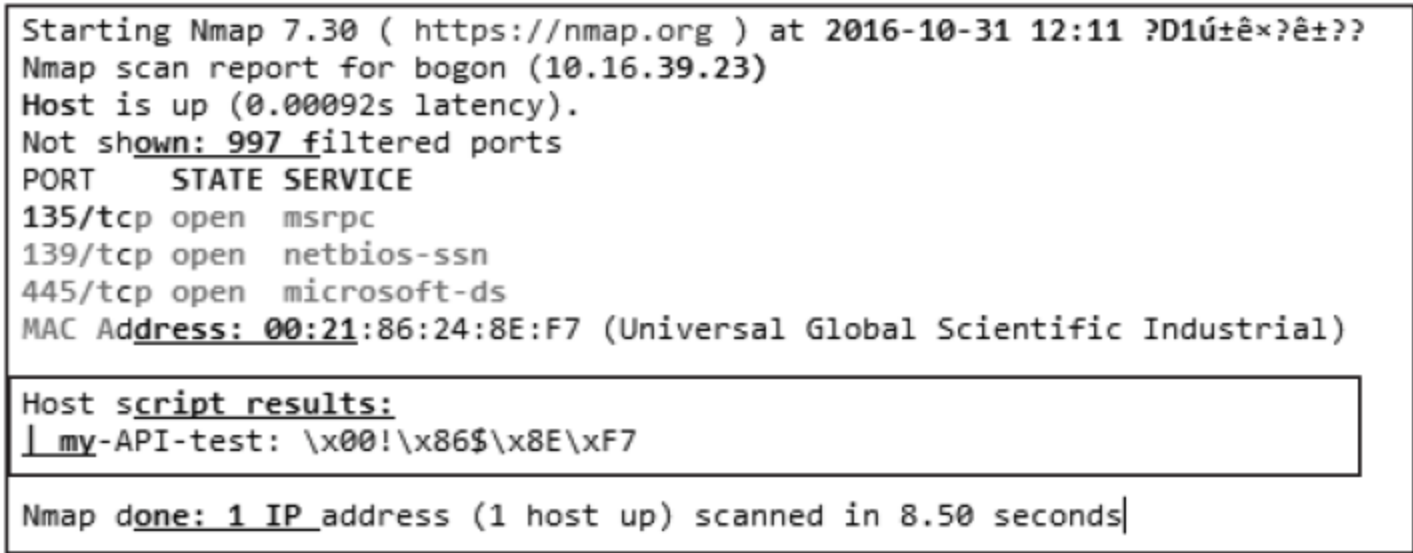 Starting Nmap 7.30 ( https://nmap.org ) at 2016-10-31 12:11 ?D1ú±ê×?ê±??
Nmap scan report for bogon (10.16.39.23)
Host is up (0.00092s latency).
Not shown: 997 filtered ports
PORT    STATE SERVICE
135/tcp open  msrpc
139/tcp open  netbios-ssn
445/tcp open  microsoft-ds
MAC Address: 00:21:86:24:8E:F7 (Universal Global Scientific Industrial)
Host script results:
| my-API-test: \x00!\x86$\x8E\xF7
Nmap done: 1 IP address (1 host up) scanned in 8.50 seconds